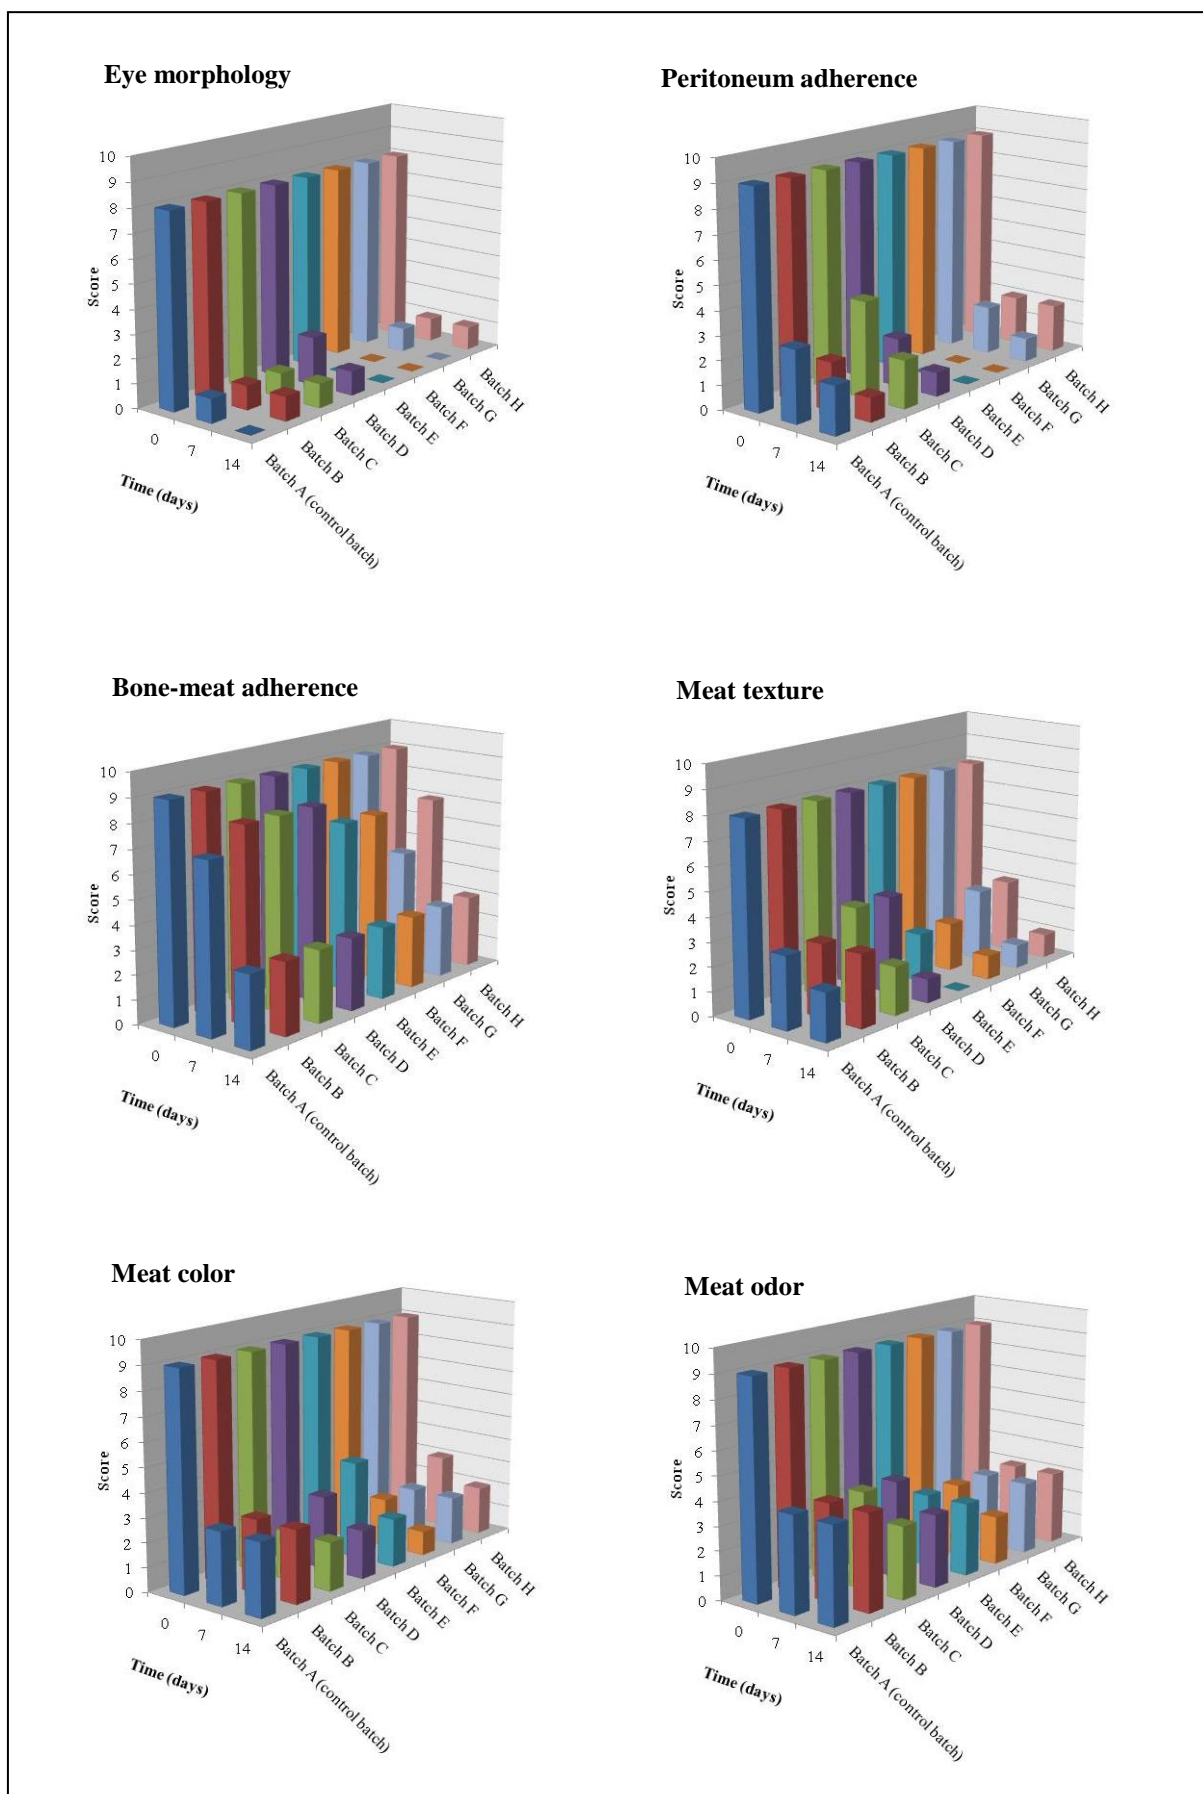 Eye morphology
10
9
8
7
6
5
4
3
2
1
0
Score
0
7
14
Time (days)
Batch A (control batch)
Batch B
Batch C
Batch D
Batch E
Batch F
Batch G
Batch H
Peritoneum adherence
10
9
8
7
6
5
4
3
2
1
0
Score
0
7
14
Time (days)
Batch A (control batch)
Batch B
Batch C
Batch D
Batch E
Batch F
Batch G
Batch H
Bone-meat adherence
10
9
8
7
6
5
4
3
2
1
0
Score
0
7
14
Time (days)
Batch A (control batch)
Batch B
Batch C
Batch D
Batch E
Batch F
Batch G
Batch H
Meat texture
10
9
8
7
6
5
4
3
2
1
0
Score
0
7
14
Time (days)
Batch A (control batch)
Batch B
Batch C
Batch D
Batch E
Batch F
Batch G
Batch H
Meat color
10
9
8
7
6
5
4
3
2
1
0
Score
0
7
14
Time (days)
Batch A (control batch)
Batch B
Batch C
Batch D
Batch E
Batch F
Batch G
Batch H
Meat odor
10
9
8
7
6
5
4
3
2
1
0
Score
0
7
14
Time (days)
Batch A (control batch)
Batch B
Batch C
Batch D
Batch E
Batch F
Batch G
Batch H